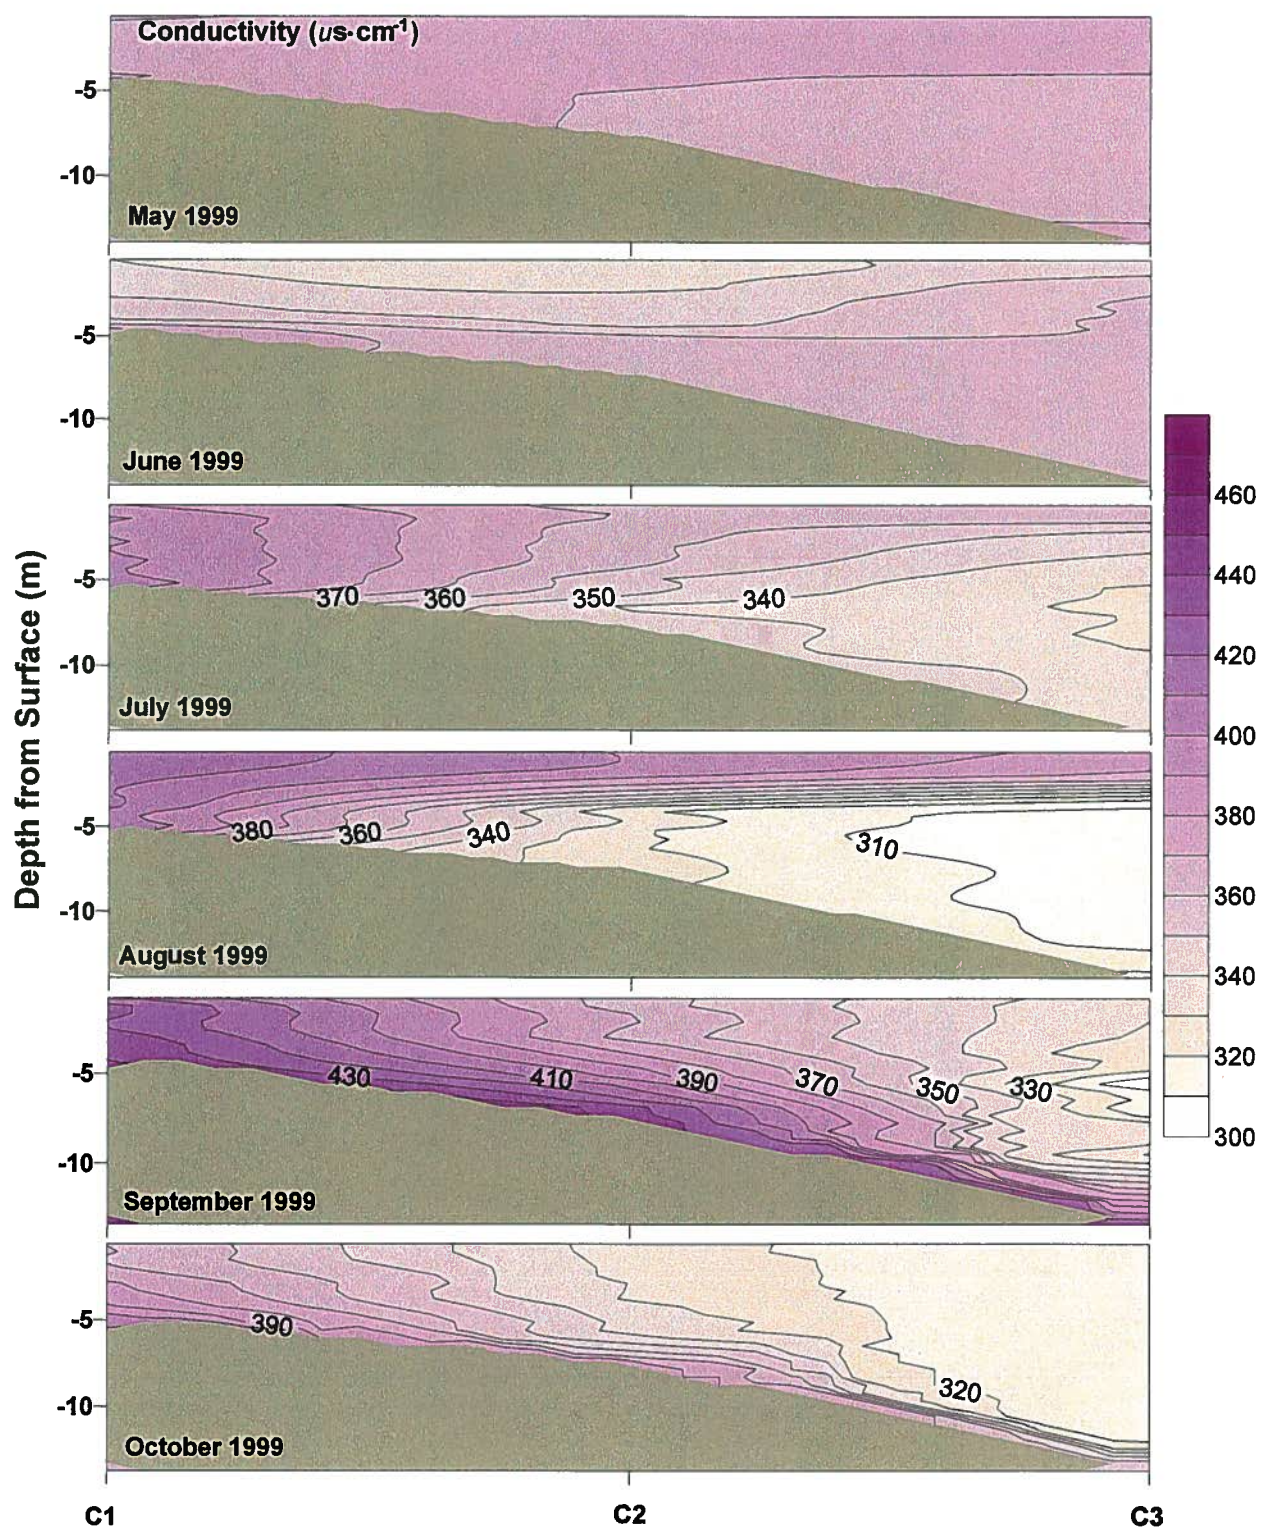 Conductivity (us·cm-1)
-5
-10
May 1999
-5
-10
June 1999
-5
370 360 350 340
-10
July 1999
-5
380 360 340 310
-10
August 1999
-5
430 410 390 370 350 330
-10
September 1999
-5
390
-10
320
October 1999
C1 C2 C3
Depth from Surface (m)
460
440
420
400
380
360
340
320
300